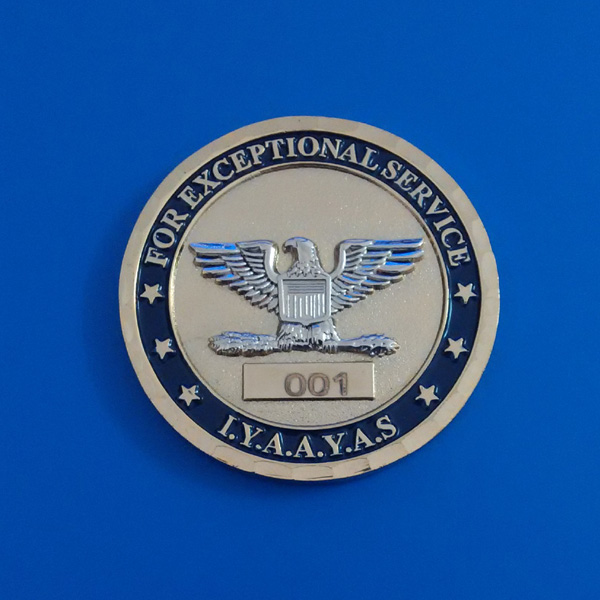 FOR EXCEPTIONAL SERVICE
001
I.Y.A.A.Y.A.S